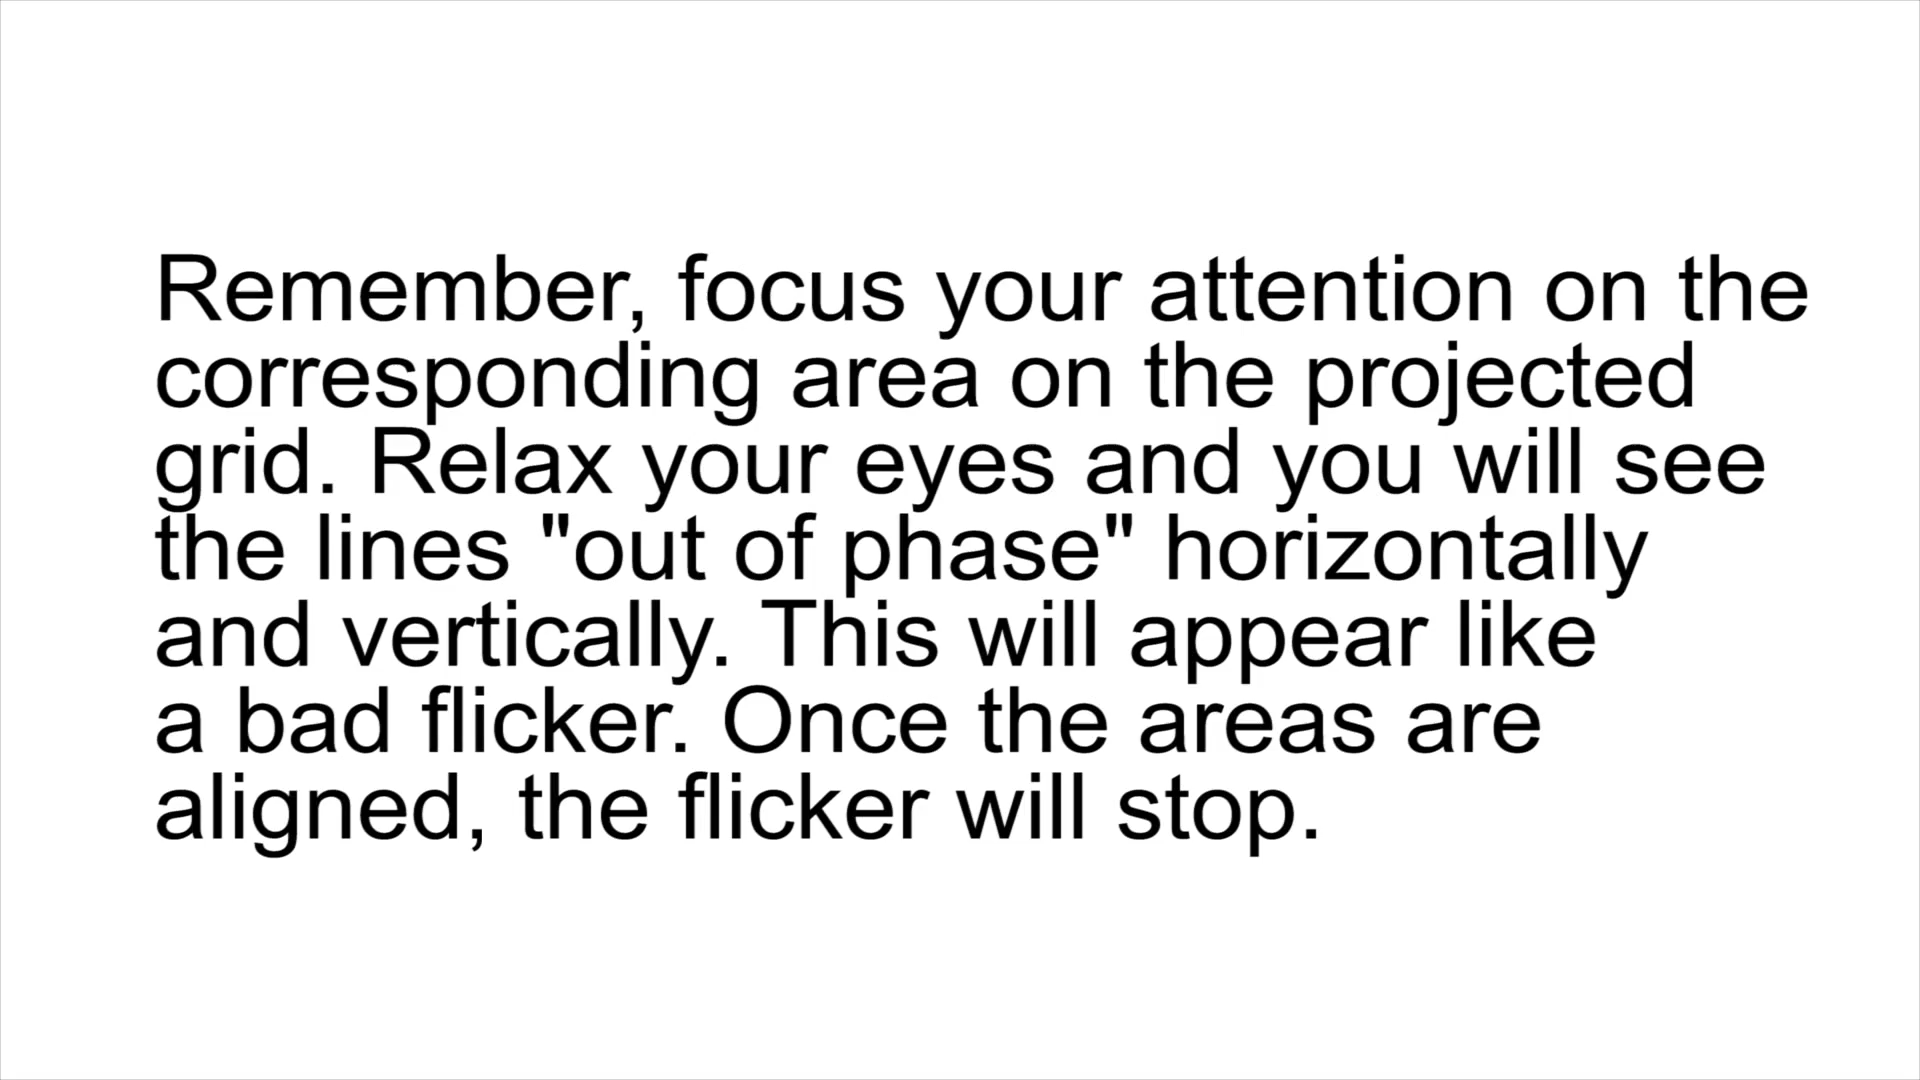 Remember, focus your attention on the
corresponding area on the projected
grid. Relax your eyes and you will see
the lines "out of phase" horizontally
and vertically. This will appear like
a bad flicker. Once the areas are
aligned, the flicker will stop.